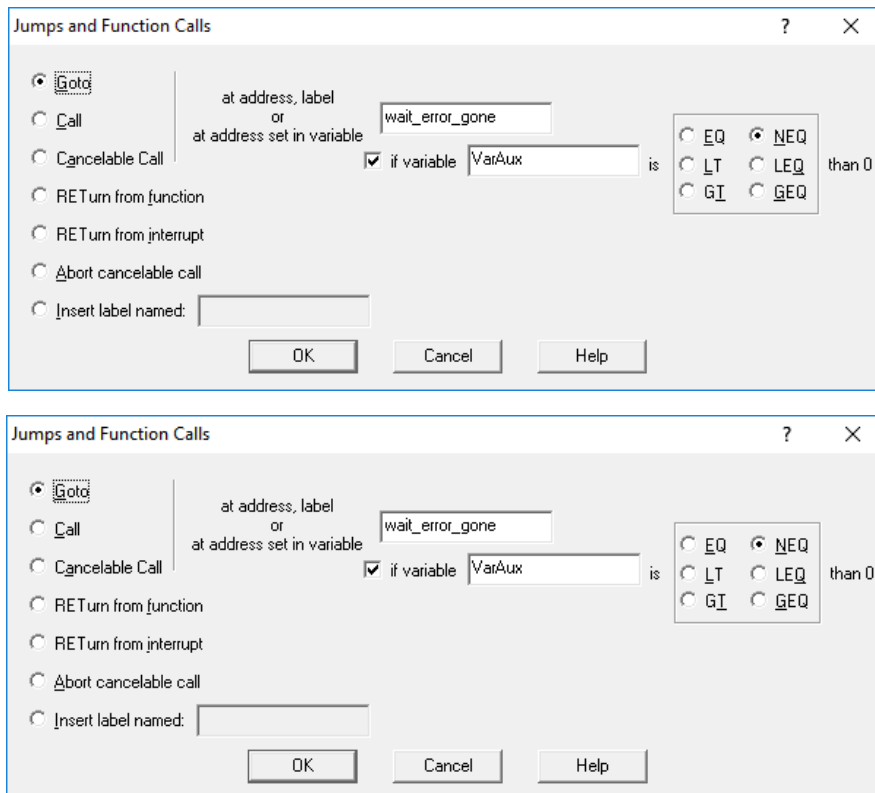 Jumps and Function Calls ?
Goto
Call
Cancelable Call
RETurn from function
RETurn from interrupt
Abort cancelable call
Insert label named:
at address, label
or
at address set in variable
wait_error_gone
if variable VarAux is
EQ NEQ
LT LEQ
GT GEQ
than 0
OK Cancel Help
Jumps and Function Calls ?
Goto
Call
Cancelable Call
RETurn from function
RETurn from interrupt
Abort cancelable call
Insert label named:
at address, label
or
at address set in variable
wait_error_gone
if variable VarAux is
EQ NEQ
LT LEQ
GT GEQ
than 0
OK Cancel Help